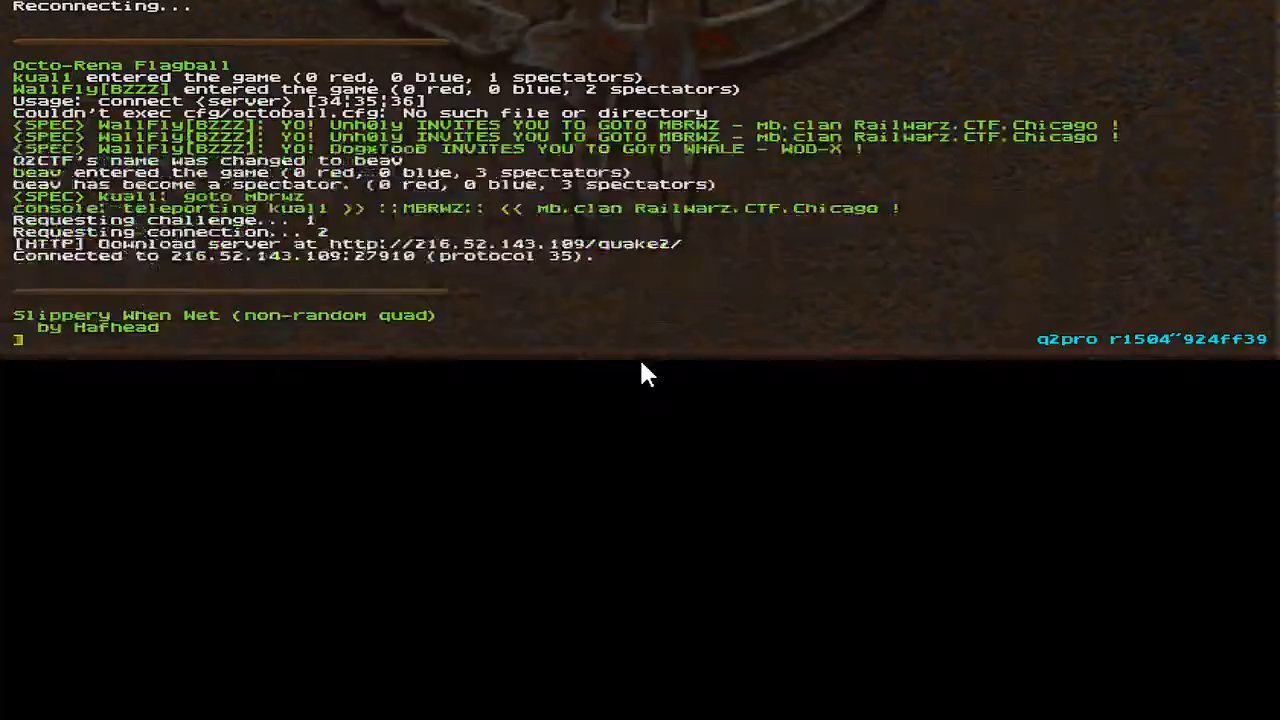 Reconnecting...
Octo-Rena Flagball
kual1 entered the game (0 red, 0 blue, 1 spectators)
WallFly[BZZZ] entered the game (0 red, 0 blue, 2 spectators)
Usage: connect <server> [34|35|36]
Couldn't exec cfg/octoball.cfg: No such file or directory
(SPEC) WallFly[BZZZ]: YO! Unh0ly INVITES YOU TO GOTO MBRWZ - mb.clan Railwarz.CTF.Chicago !
(SPEC) WallFly[BZZZ]: YO! Unh0ly INVITES YOU TO GOTO MBRWZ - mb.clan Railwarz.CTF.Chicago !
(SPEC) WallFly[BZZZ]: YO! Dog*TooB INVITES YOU TO GOTO WHALE - WOD-X !
Q2CTF's name was changed to beav
beav entered the game (0 red, 0 blue, 3 spectators)
beav has become a spectator. (0 red, 0 blue, 3 spectators)
(SPEC) kual1: goto mbrwz
console: teleporting kual1 >> ::MBRWZ:: << mb.clan Railwarz.CTF.Chicago !
Requesting challenge... 1
Requesting connection... 2
[HTTP] Download server at http://216.52.143.109/quake2/
Connected to 216.52.143.109:27910 (protocol 35).
Slippery When Wet (non-random quad)
by Hafhead
]
q2pro r1504~924ff39